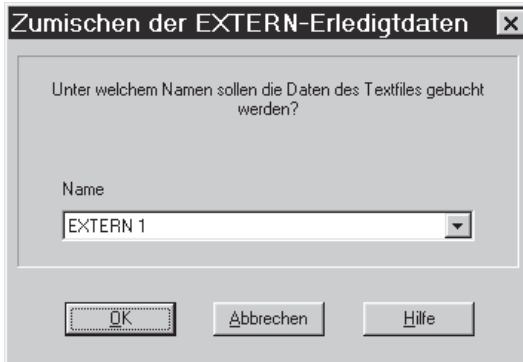 Zumischen der EXTERN-Erledigtdaten
Unter welchem Namen sollen die Daten des Textfiles gebucht
werden?
Name
EXTERN 1
OK
Abbrechen
Hilfe